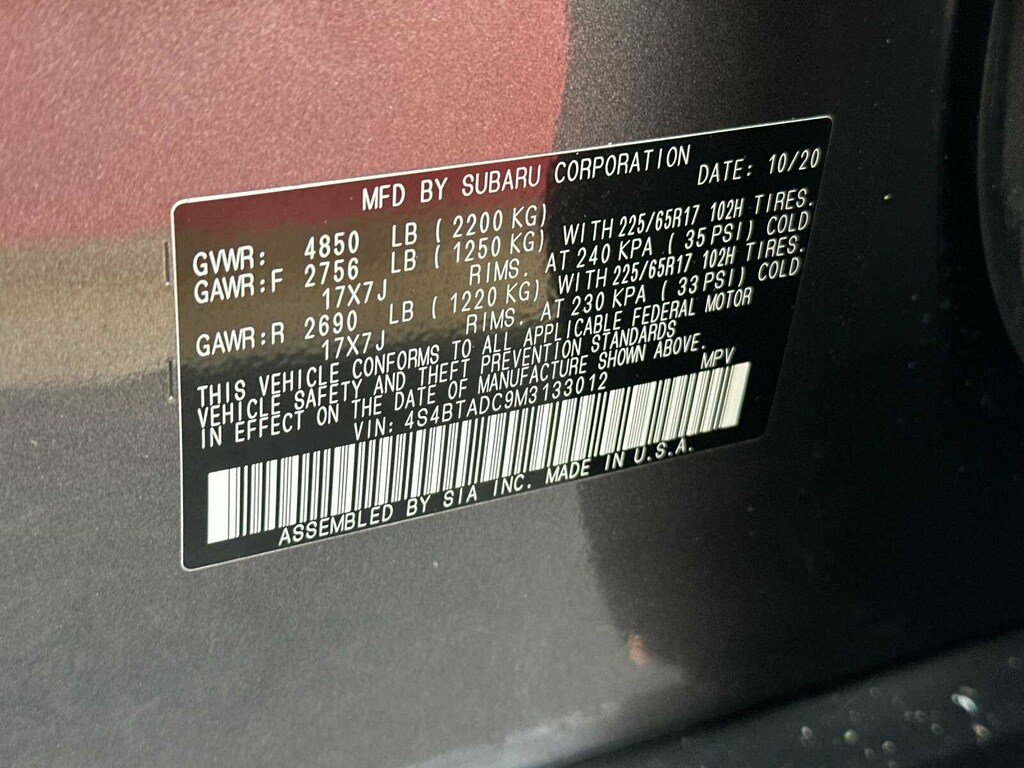 MFD BY SUBARU CORPORATION DATE: 10/20
GVWR: 4850 LB ( 2200 KG)
GAWR:F 2756 LB ( 1250 KG) WITH 225/65R17 102H TIRES.
17X7J RIMS. AT 240 KPA ( 35 PSI) COLD
GAWR:R 2690 LB ( 1220 KG) WITH 225/65R17 102H TIRES.
17X7J RIMS. AT 230 KPA ( 33 PSI) COLD
THIS VEHICLE CONFORMS TO ALL APPLICABLE FEDERAL MOTOR
VEHICLE SAFETY AND THEFT PREVENTION STANDARDS
IN EFFECT ON THE DATE OF MANUFACTURE SHOWN ABOVE.
VIN: 4S4BTADC9M3133012 MPV
ASSEMBLED BY SIA INC. MADE IN U.S.A.